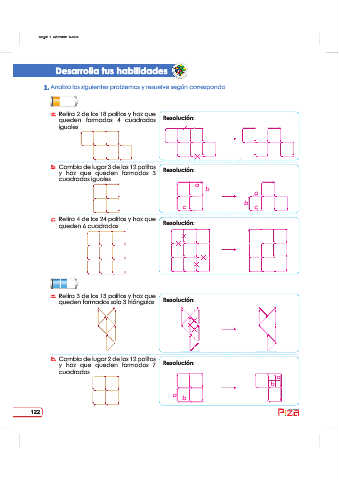 Desarrolla tus habilidades
1. Analiza los siguientes problemas y resuelve según corresponda
a. Retira 2 de los 18 palitos y haz que
queden formados 4 cuadrados
iguales
Resolución:
b. Cambia de lugar 3 de los 12 palitos
y haz que queden formados 3
cuadrados iguales
Resolución:
a
b
c
a
b
c
c. Retira 4 de los 24 palitos y haz que
queden 6 cuadrados
Resolución:
a. Retira 3 de los 15 palitos y haz que
queden formados solo 3 triángulos
Resolución:
b. Cambia de lugar 2 de los 12 palitos
y haz que queden formados 7
cuadrados
Resolución:
a
b
a
b
122